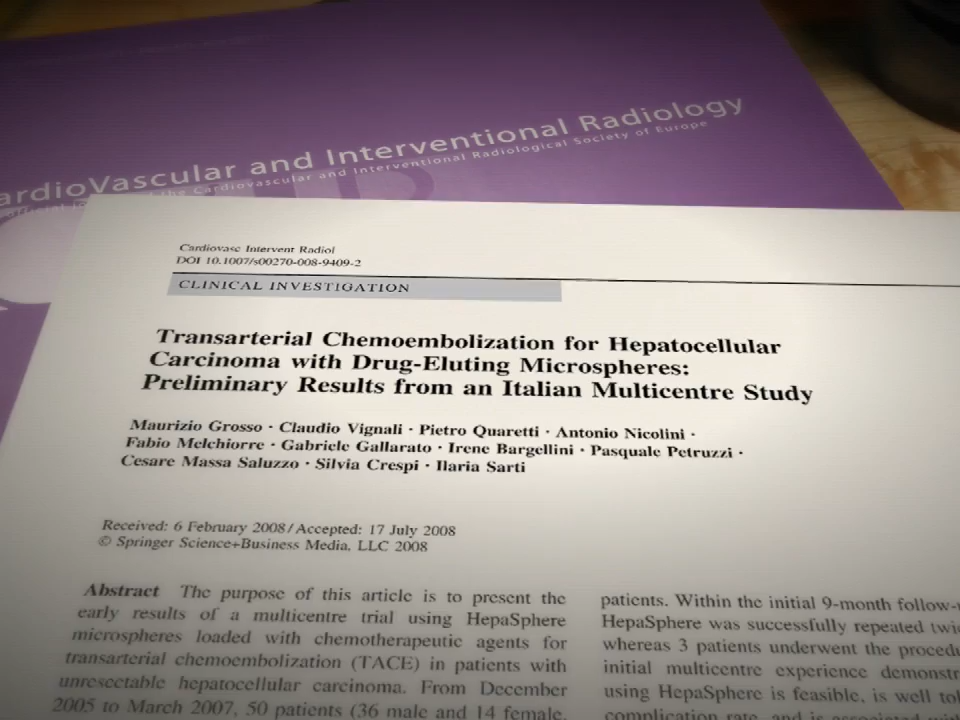 ardioVascular and Interventional Radiology
the Cardiovascular and Interventional Radiological Society of Europe
Cardiovasc Intervent Radiol
DOI 10.1007/s00270-008-9409-2
CLINICAL INVESTIGATION
Transarterial Chemoembolization for Hepatocellular
Carcinoma with Drug-Eluting Microspheres:
Preliminary Results from an Italian Multicentre Study
Maurizio Grosso · Claudio Vignali · Pietro Quaretti · Antonio Nicolini ·
Fabio Melchiorre · Gabriele Gallarato · Irene Bargellini · Pasquale Petruzzi ·
Cesare Massa Saluzzo · Silvia Crespi · Ilaria Sarti
Received: 6 February 2008 / Accepted: 17 July 2008
© Springer Science+Business Media, LLC 2008
Abstract The purpose of this article is to present the
early results of a multicentre trial using HepaSphere
microspheres loaded with chemotherapeutic agents for
transarterial chemoembolization (TACE) in patients with
unresectable hepatocellular carcinoma. From December
2005 to March 2007, 50 patients (36 male and 14 female,
patients. Within the initial 9-month follow-
HepaSphere was successfully repeated twi
whereas 3 patients underwent the procedu
initial multicentre experience demonstr
using HepaSphere is feasible, is well tol
complication rate, and is